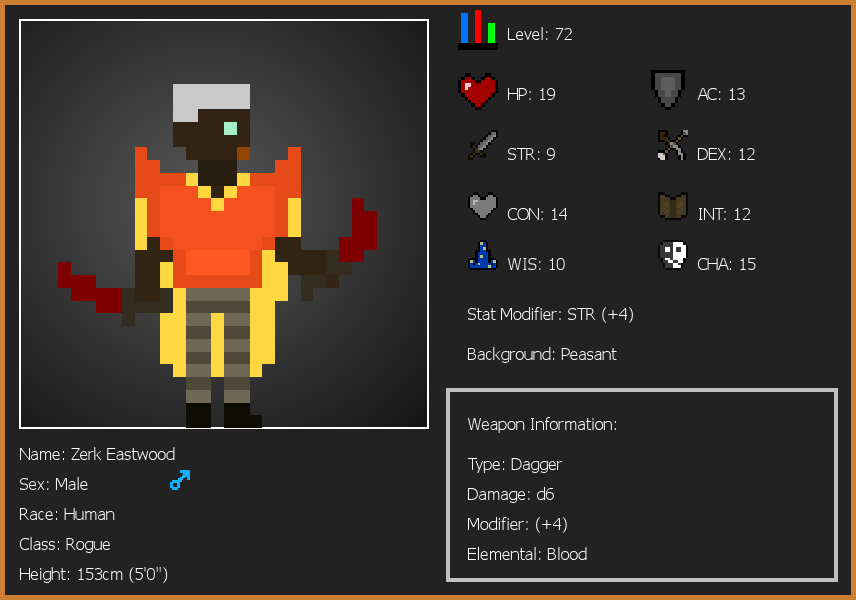 Level: 72
HP: 19
AC: 13
STR: 9
DEX: 12
CON: 14
INT: 12
WIS: 10
CHA: 15
Stat Modifier: STR (+4)
Background: Peasant
Weapon Information:
Type: Dagger
Damage: d6
Modifier: (+4)
Elemental: Blood
Name: Zerk Eastwood
Sex: Male
Race: Human
Class: Rogue
Height: 153cm (5'0")